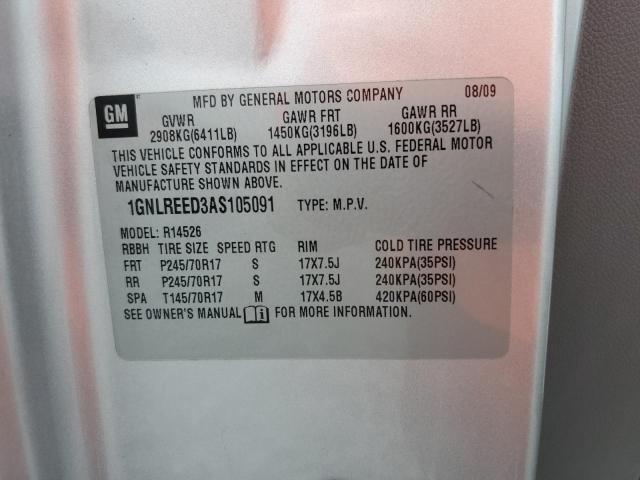 GM
MFD BY GENERAL MOTORS COMPANY 08/09
GVWR GAWR FRT GAWR RR
2908KG(6411LB) 1450KG(3196LB) 1600KG(3527LB)
THIS VEHICLE CONFORMS TO ALL APPLICABLE U.S. FEDERAL MOTOR
VEHICLE SAFETY STANDARDS IN EFFECT ON THE DATE OF
MANUFACTURE SHOWN ABOVE.
1GNLREED3AS105091 TYPE: M.P.V.
MODEL: R14526
RBBH TIRE SIZE SPEED RTG RIM COLD TIRE PRESSURE
FRT P245/70R17 S 17X7.5J 240KPA(35PSI)
RR P245/70R17 S 17X7.5J 240KPA(35PSI)
SPA T145/70R17 M 17X4.5B 420KPA(60PSI)
SEE OWNER'S MANUAL i FOR MORE INFORMATION.